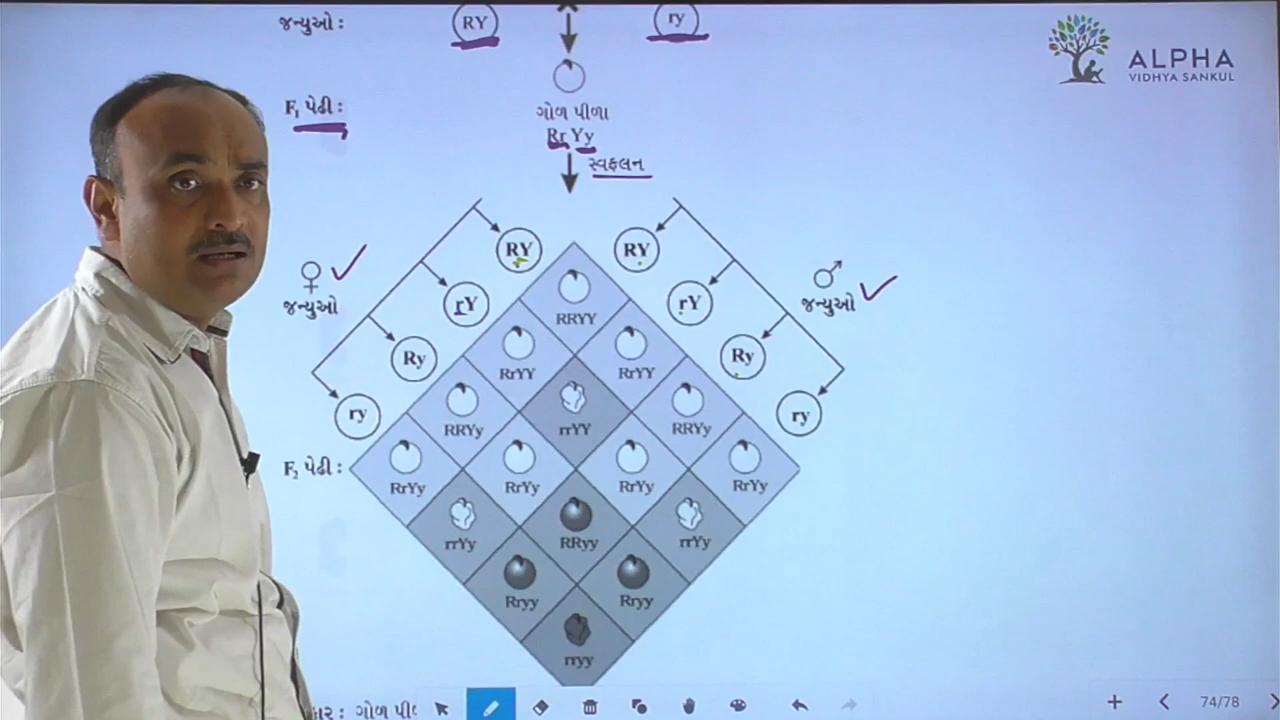 જન્યુઓ : RY ry
ALPHA
VIDHYA SANKUL
F₁ પેઢી :
ગોળ પીળા
Rr Yy
સ્વફલન
RY RY
♀ ♂
જન્યુઓ જન્યુઓ
rY rY
RRYY
Ry Ry
RrYY RrYY
ry ry
RRYy rrYY RRYy
F₂ પેઢી :
RrYy RrYy RrYy RrYy
rrYy RRyy rrYy
Rryy Rryy
rryy
: ગોળ
74/78